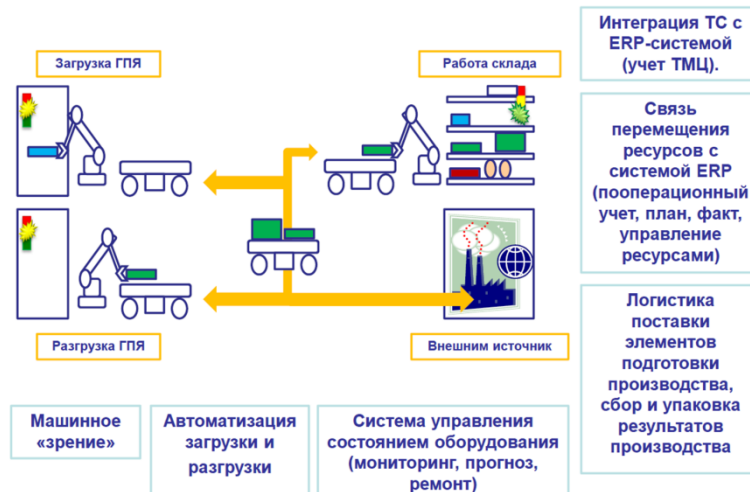 Загрузка ГПЯ
Работа склада
Интеграция ТС с
ERP-системой
(учет ТМЦ).
Связь
перемещения
ресурсов с
системой ERP
(пооперационный
учет, план, факт,
управление
ресурсами)
Разгрузка ГПЯ
Внешним источник
Логистика
поставки
элементов
подготовки
производства,
сбор и упаковка
результатов
производства
Машинное
«зрение»
Автоматизация
загрузки и
разгрузки
Система управления
состоянием оборудования
(мониторинг, прогноз,
ремонт)